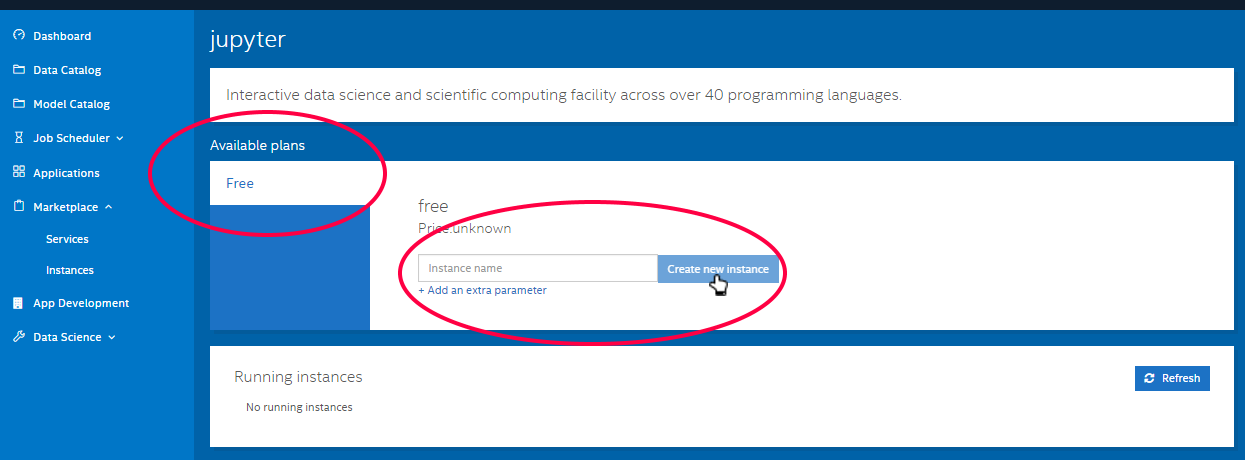 Dashboard
Data Catalog
Model Catalog
Job Scheduler
Applications
Marketplace
Services
Instances
App Development
Data Science
jupyter
Interactive data science and scientific computing facility across over 40 programming languages.
Available plans
Free
free
Price:unknown
Instance name
Create new instance
+ Add an extra parameter
Running instances
Refresh
No running instances